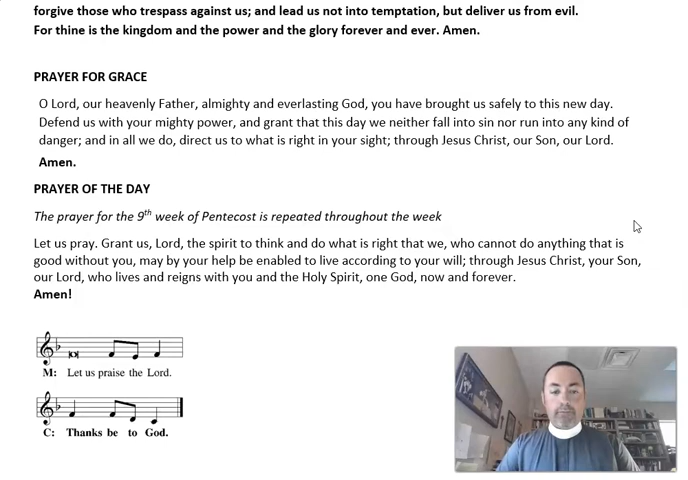 forgive those who trespass against us; and lead us not into temptation, but deliver us from evil.
For thine is the kingdom and the power and the glory forever and ever. Amen.
PRAYER FOR GRACE
O Lord, our heavenly Father, almighty and everlasting God, you have brought us safely to this new day.
Defend us with your mighty power, and grant that this day we neither fall into sin nor run into any kind of
danger; and in all we do, direct us to what is right in your sight; through Jesus Christ, our Son, our Lord.
Amen.
PRAYER OF THE DAY
The prayer for the 9th week of Pentecost is repeated throughout the week
Let us pray. Grant us, Lord, the spirit to think and do what is right that we, who cannot do anything that is
good without you, may by your help be enabled to live according to your will; through Jesus Christ, your Son,
our Lord, who lives and reigns with you and the Holy Spirit, one God, now and forever.
Amen!
M: Let us praise the Lord.
C: Thanks be to God.